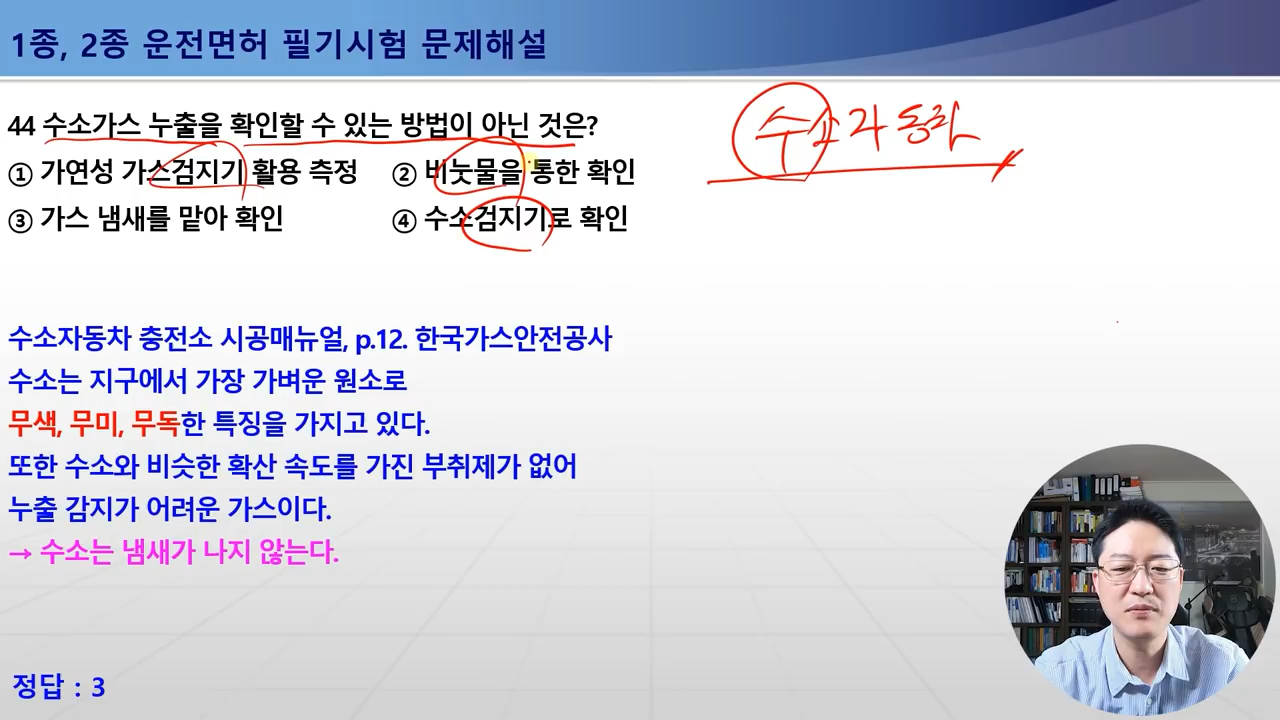 1종, 2종 운전면허 필기시험 문제해설
44 수소가스 누출을 확인할 수 있는 방법이 아닌 것은?
① 가연성 가스검지기 활용 측정 ② 비눗물을 통한 확인
③ 가스 냄새를 맡아 확인 ④ 수소검지기로 확인
수소자동차
수소자동차 충전소 시공매뉴얼, p.12. 한국가스안전공사
수소는 지구에서 가장 가벼운 원소로
무색, 무미, 무독한 특징을 가지고 있다.
또한 수소와 비슷한 확산 속도를 가진 부취제가 없어
누출 감지가 어려운 가스이다.
→ 수소는 냄새가 나지 않는다.
정답 : 3